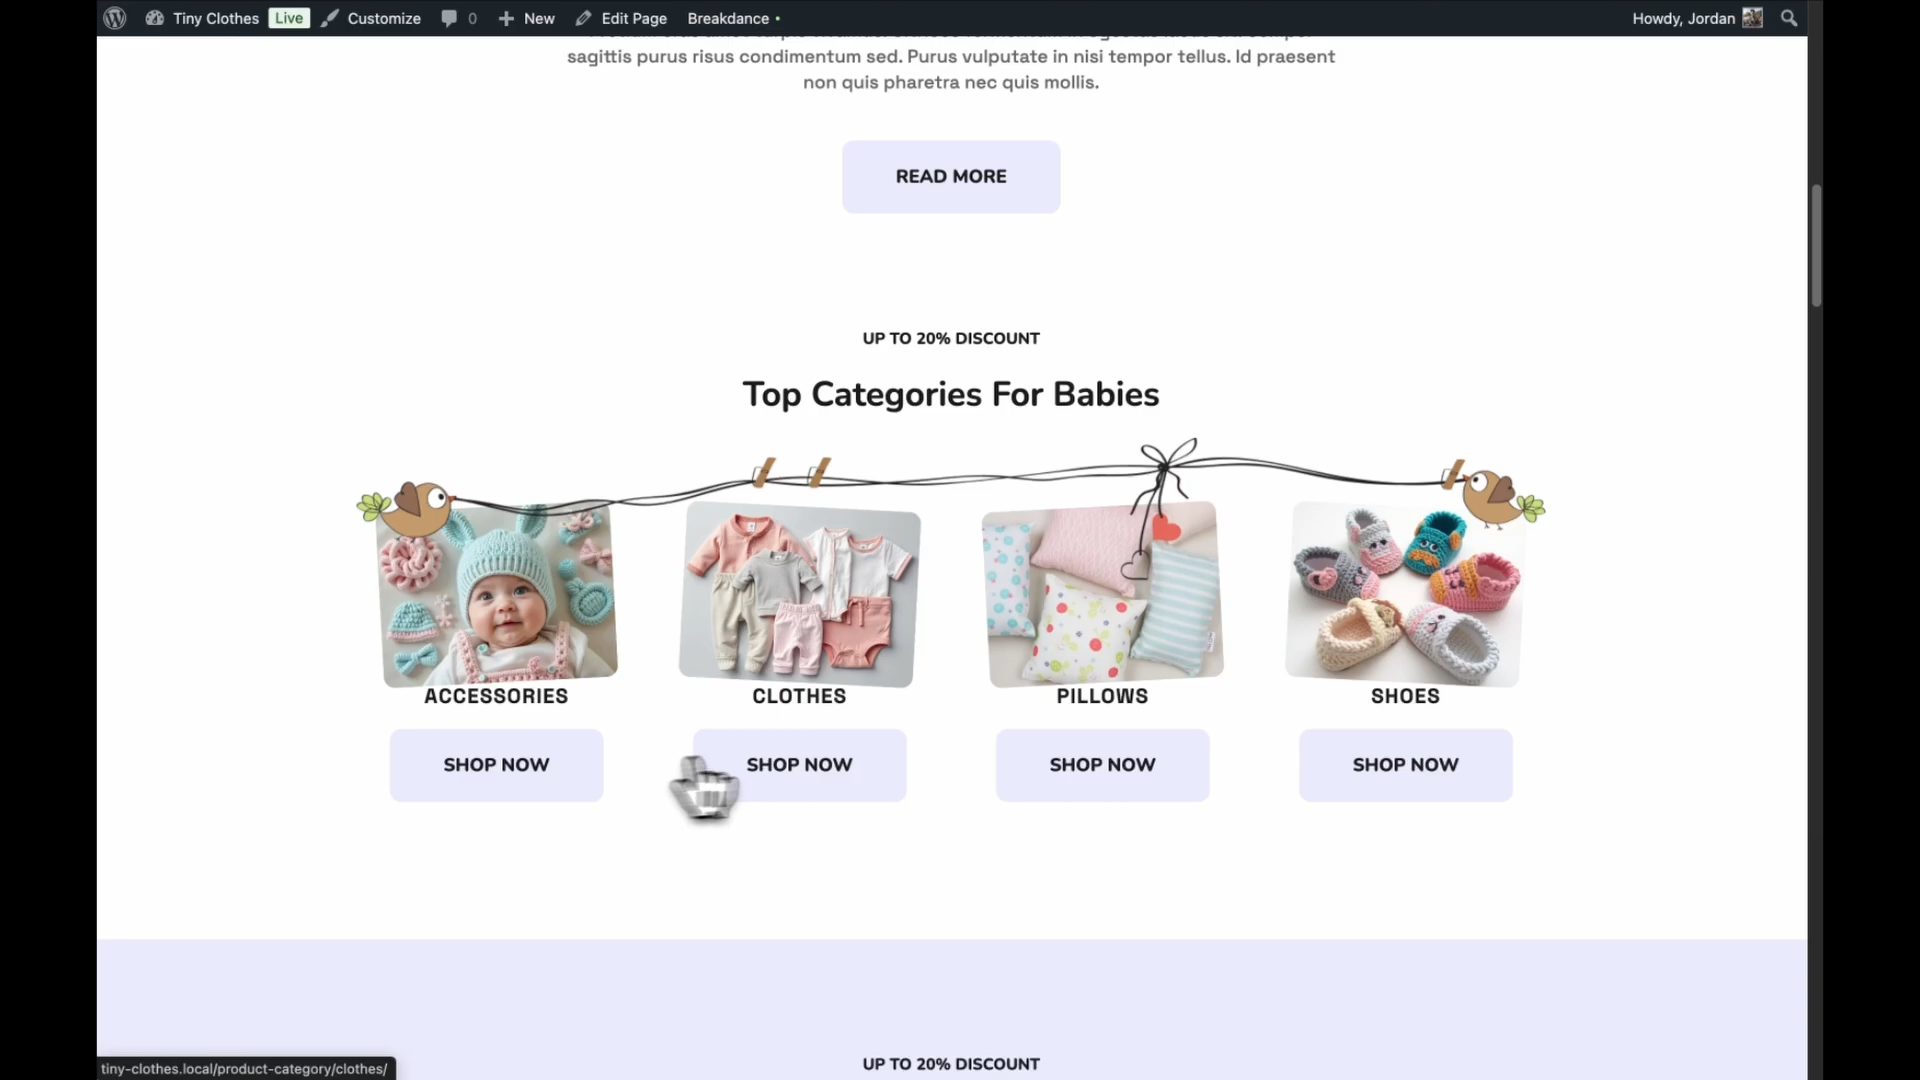 Tiny Clothes Live Customize 0 New Edit Page Breakdance Howdy, Jordan
sagittis purus risus condimentum sed. Purus vulputate in nisi tempor tellus. Id praesent
non quis pharetra nec quis mollis.
READ MORE
UP TO 20% DISCOUNT
Top Categories For Babies
ACCESSORIES CLOTHES PILLOWS SHOES
SHOP NOW SHOP NOW SHOP NOW SHOP NOW
UP TO 20% DISCOUNT
tiny-clothes.local/product-category/clothes/